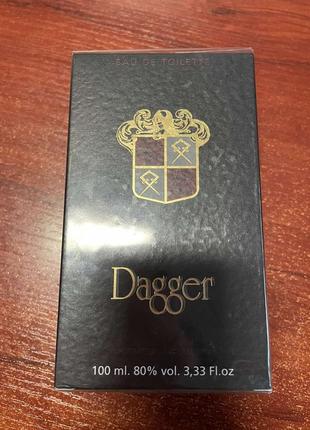 EAU DE TOILETTE
Dagger
100 ml. 80% vol. 3,33 Fl.oz